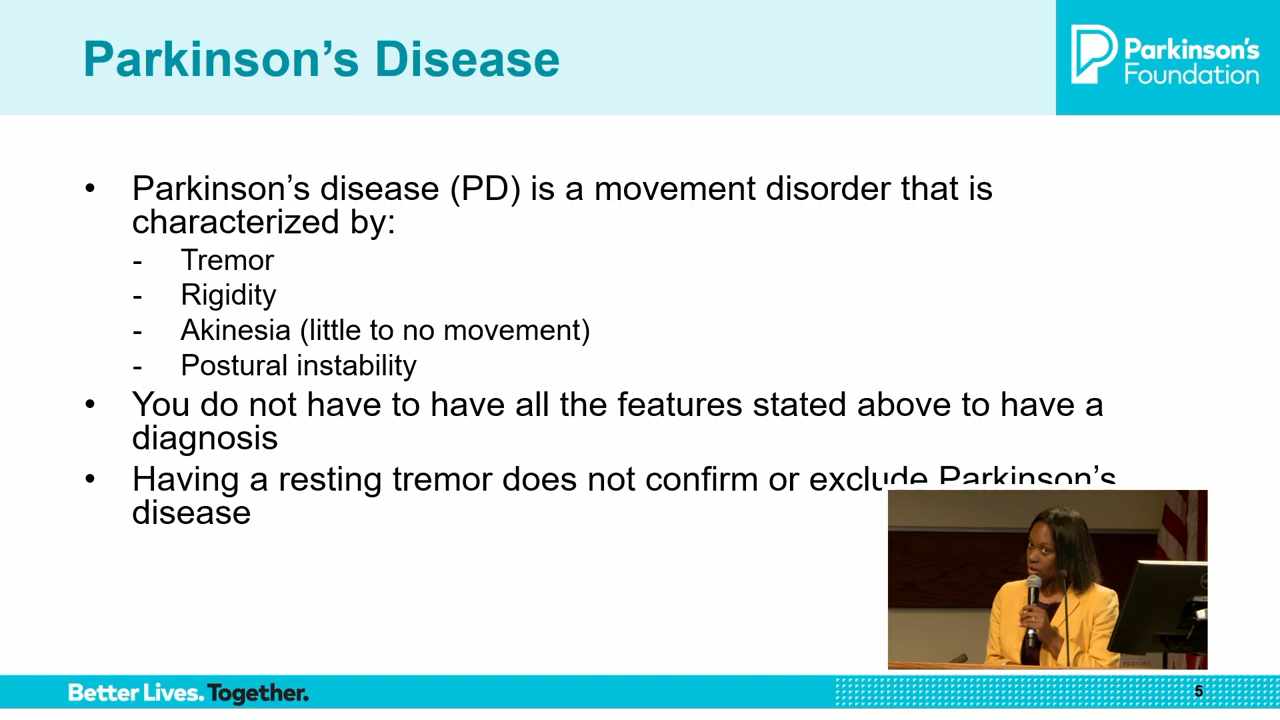 Parkinson’s Disease
Parkinson’s
Foundation
• Parkinson’s disease (PD) is a movement disorder that is
characterized by:
- Tremor
- Rigidity
- Akinesia (little to no movement)
- Postural instability
• You do not have to have all the features stated above to have a
diagnosis
• Having a resting tremor does not confirm or exclude Parkinson’s
disease
Better Lives. Together.
5